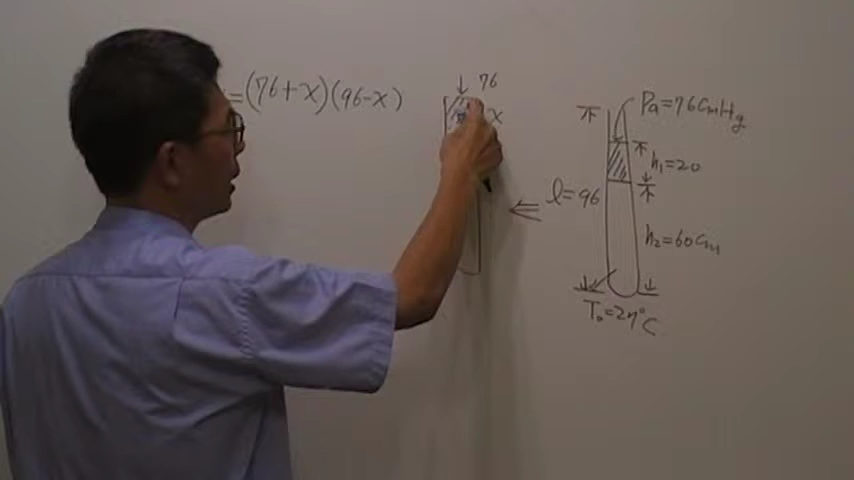 =(76+x)(96-x)
76
x
Pa=76cmHg
h₁=20
l=96
h₂=60cm
T₀=27°C